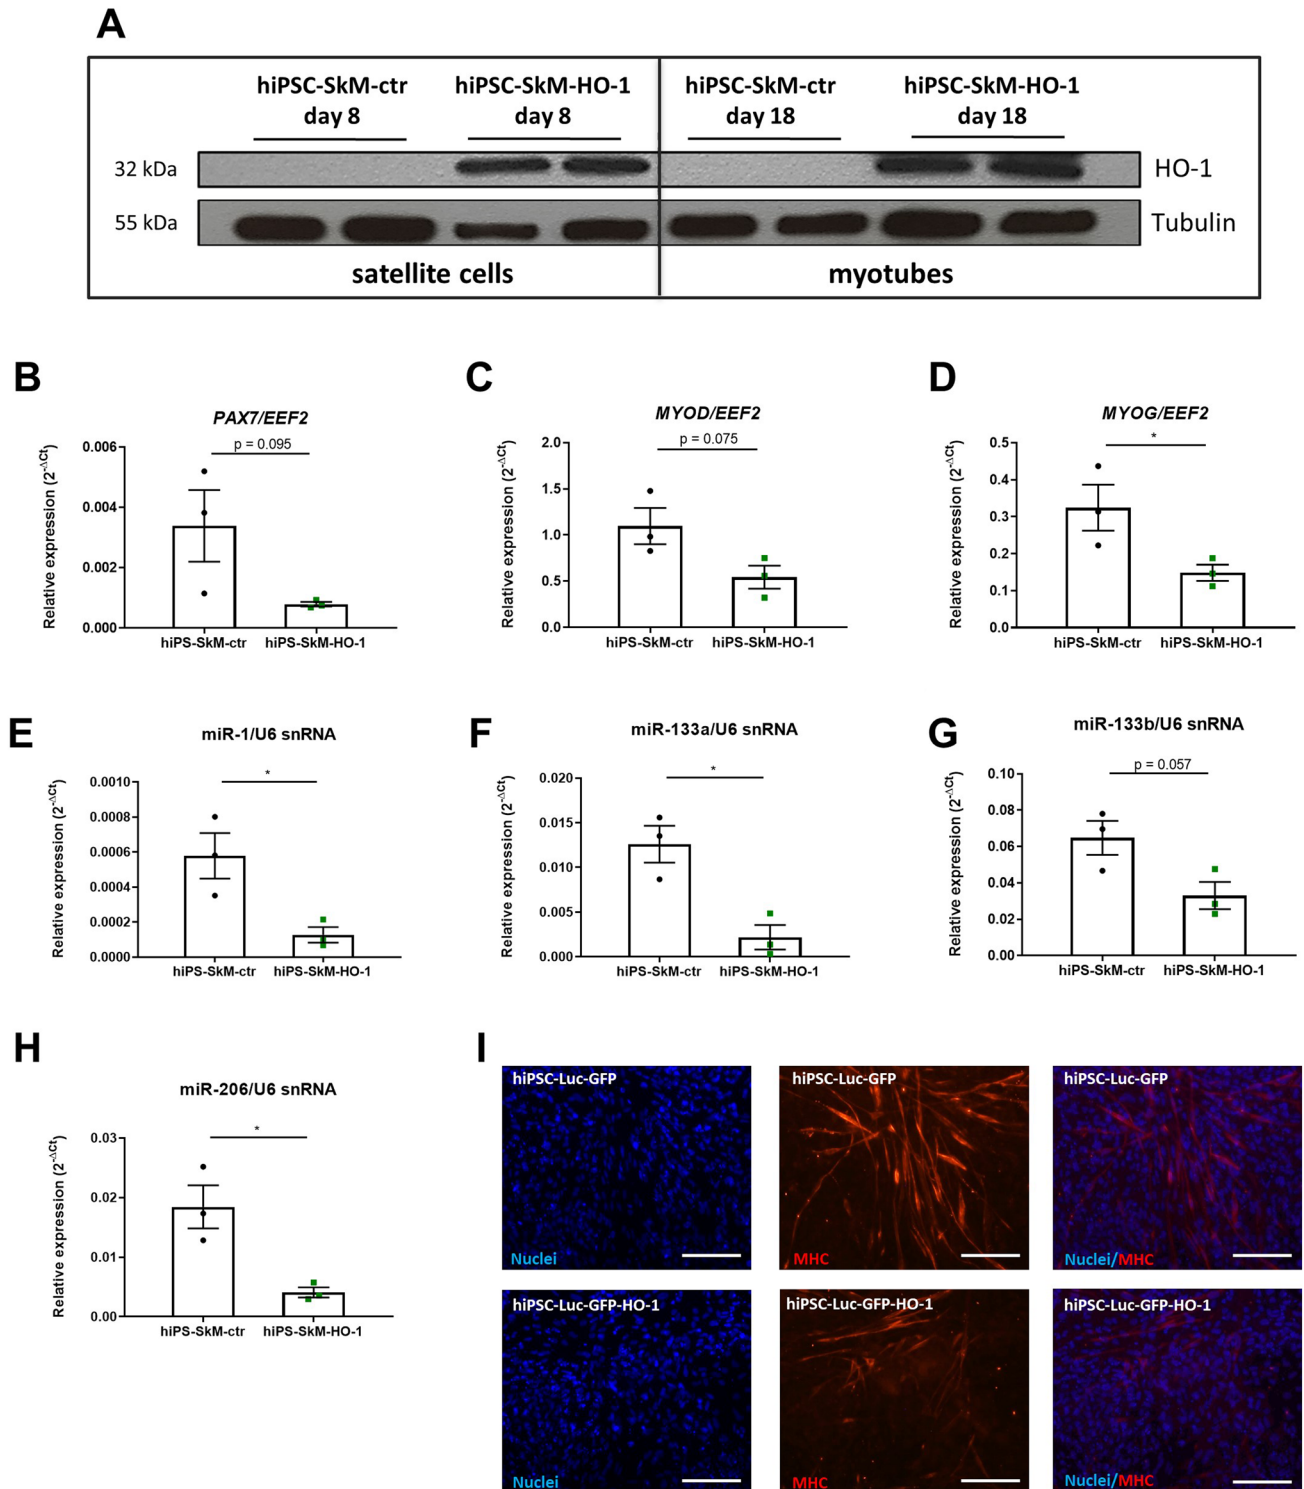 A
hiPSC-SkM-ctr
day 8
hiPSC-SkM-HO-1
day 8
hiPSC-SkM-ctr
day 18
hiPSC-SkM-HO-1
day 18
32 kDa
HO-1
55 kDa
Tubulin
satellite cells
myotubes
B
PAX7/EEF2
p = 0.095
Relative expression (2^-ΔCt)
0.006
0.004
0.002
0.000
hiPS-SkM-ctr
hiPS-SkM-HO-1
C
MYOD/EEF2
p = 0.075
Relative expression (2^-ΔCt)
2.0
1.5
1.0
0.5
0.0
hiPS-SkM-ctr
hiPS-SkM-HO-1
D
MYOG/EEF2
*
Relative expression (2^-ΔCt)
0.5
0.4
0.3
0.2
0.1
0.0
hiPS-SkM-ctr
hiPS-SkM-HO-1
E
miR-1/U6 snRNA
*
Relative expression (2^-ΔCt)
0.0010
0.0008
0.0006
0.0004
0.0002
0.0000
hiPS-SkM-ctr
hiPS-SkM-HO-1
F
miR-133a/U6 snRNA
*
Relative expression (2^-ΔCt)
0.020
0.015
0.010
0.005
0.000
hiPS-SkM-ctr
hiPS-SkM-HO-1
G
miR-133b/U6 snRNA
p = 0.057
Relative expression (2^-ΔCt)
0.10
0.08
0.06
0.04
0.02
0.00
hiPS-SkM-ctr
hiPS-SkM-HO-1
H
miR-206/U6 snRNA
*
Relative expression (2^-ΔCt)
0.03
0.02
0.01
0.00
hiPS-SkM-ctr
hiPS-SkM-HO-1
I
hiPSC-Luc-GFP
Nuclei
hiPSC-Luc-GFP
MHC
hiPSC-Luc-GFP
Nuclei/MHC
hiPSC-Luc-GFP-HO-1
Nuclei
hiPSC-Luc-GFP-HO-1
MHC
hiPSC-Luc-GFP-HO-1
Nuclei/MHC